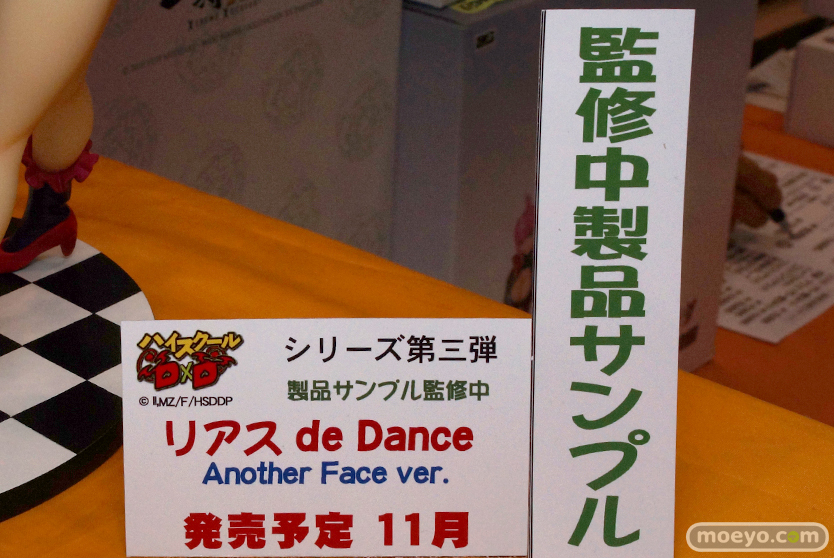 監修中製品サンプル
ハイスクール
D×D
シリーズ第三弾
製品サンプル監修中
© II,MZ/F/HSDDP
リアス de Dance
Another Face ver.
発売予定 11月
moeyo.com